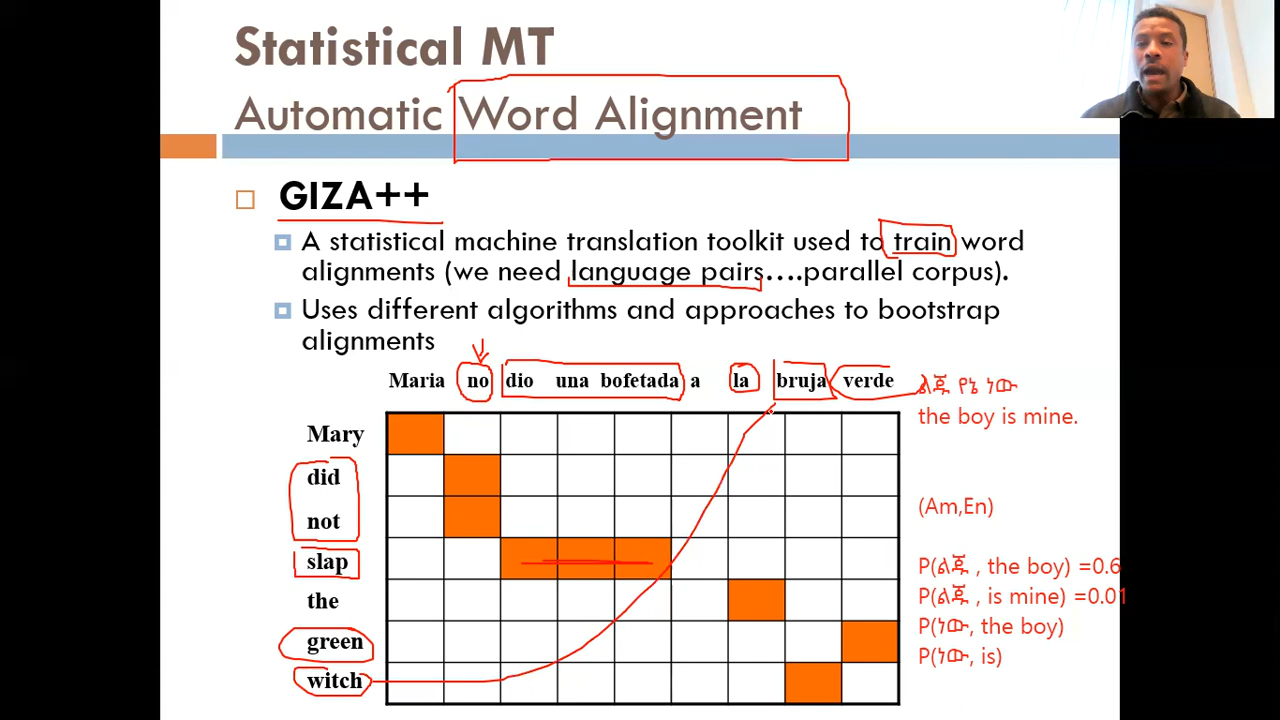 Statistical MT
Automatic Word Alignment
GIZA++
A statistical machine translation toolkit used to train word
alignments (we need language pairs….parallel corpus).
Uses different algorithms and approaches to bootstrap
alignments
Maria no dio una bofetada a la bruja verde
Mary
did
not
slap
the
green
witch
ልጁ የኔ ነው
the boy is mine.
(Am,En)
P(ልጁ , the boy) =0.6
P(ልጁ , is mine) =0.01
P(ነው, the boy)
P(ነው, is)